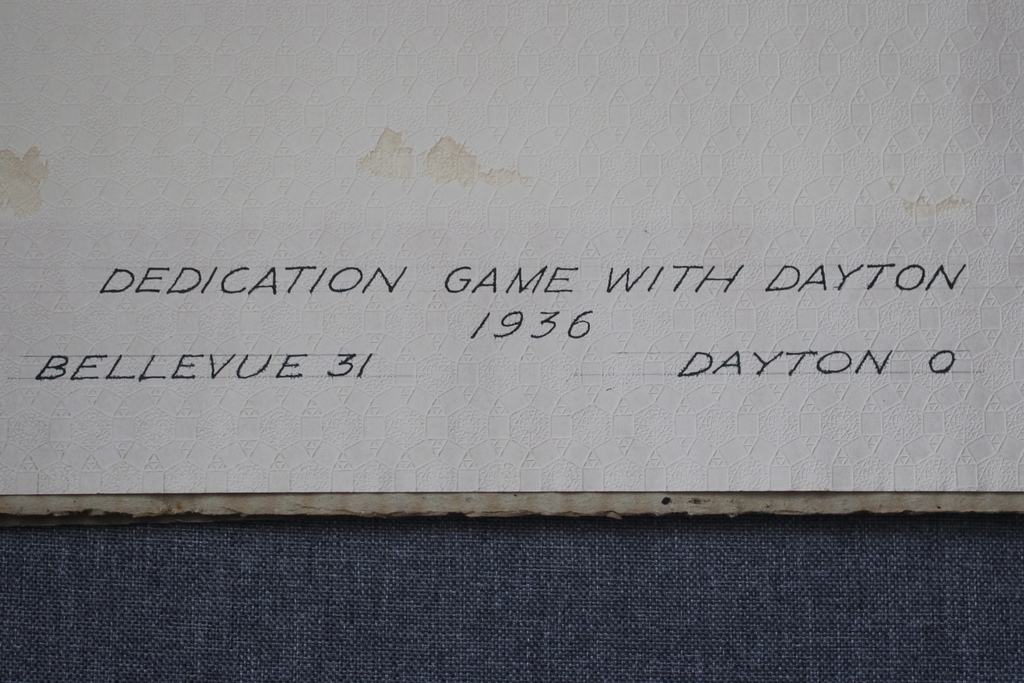 DEDICATION GAME WITH DAYTON
1936
BELLEVUE 31 DAYTON 0